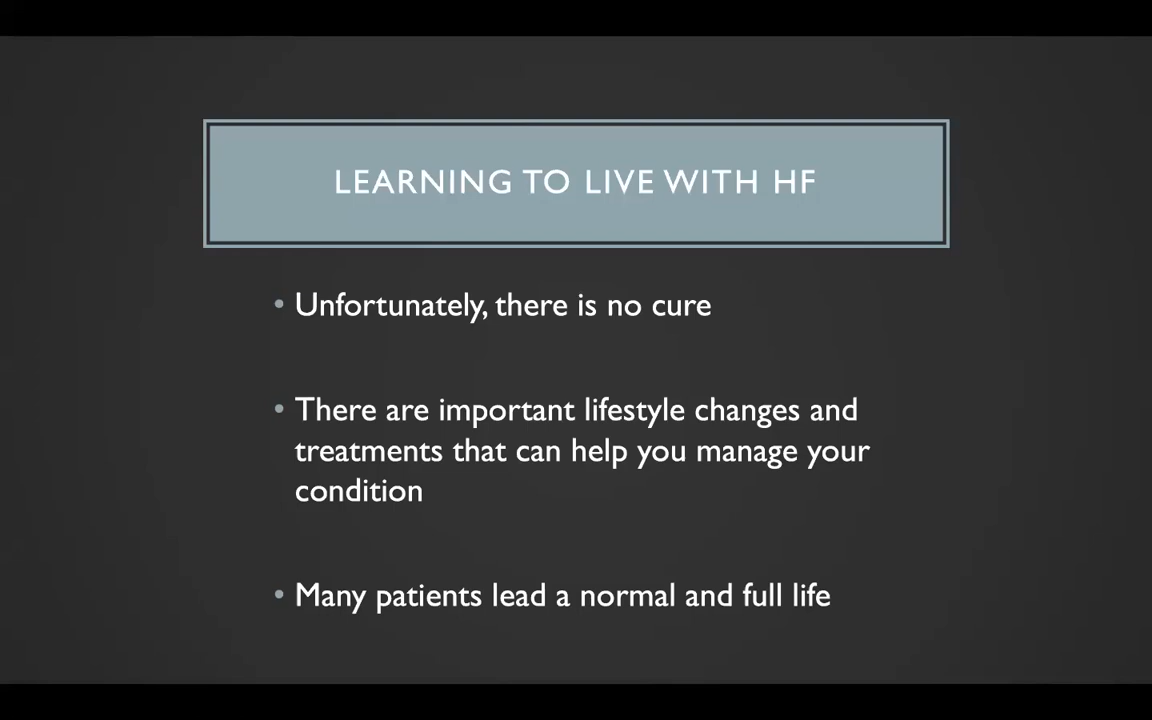 LEARNING TO LIVE WITH HF
• Unfortunately, there is no cure
• There are important lifestyle changes and
treatments that can help you manage your
condition
• Many patients lead a normal and full life